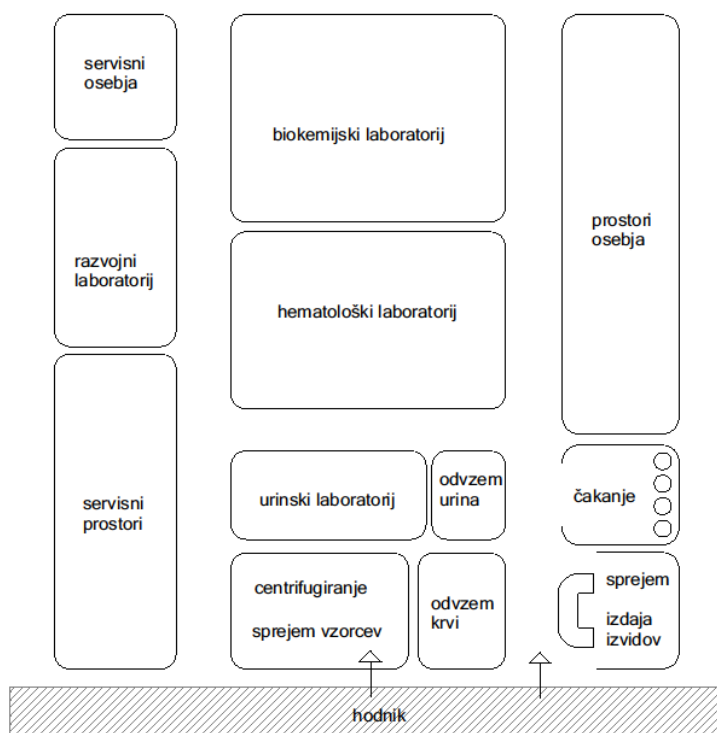 servisni
osebja
biokemijski laboratorij
prostori
osebja
razvojni
laboratorij
hematološki laboratorij
servisni
prostori
urinski laboratorij
odvzem
urina
čakanje
centrifugiranje
sprejem vzorcev
odvzem
krvi
sprejem
izdaja
izvidov
hodnik